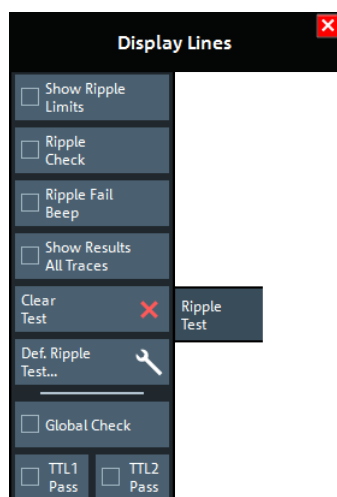 Display Lines
Show Ripple
Limits
Ripple
Check
Ripple Fail
Beep
Show Results
All Traces
Clear
Test
Ripple
Test
Def. Ripple
Test...
Global Check
TTL1
Pass
TTL2
Pass